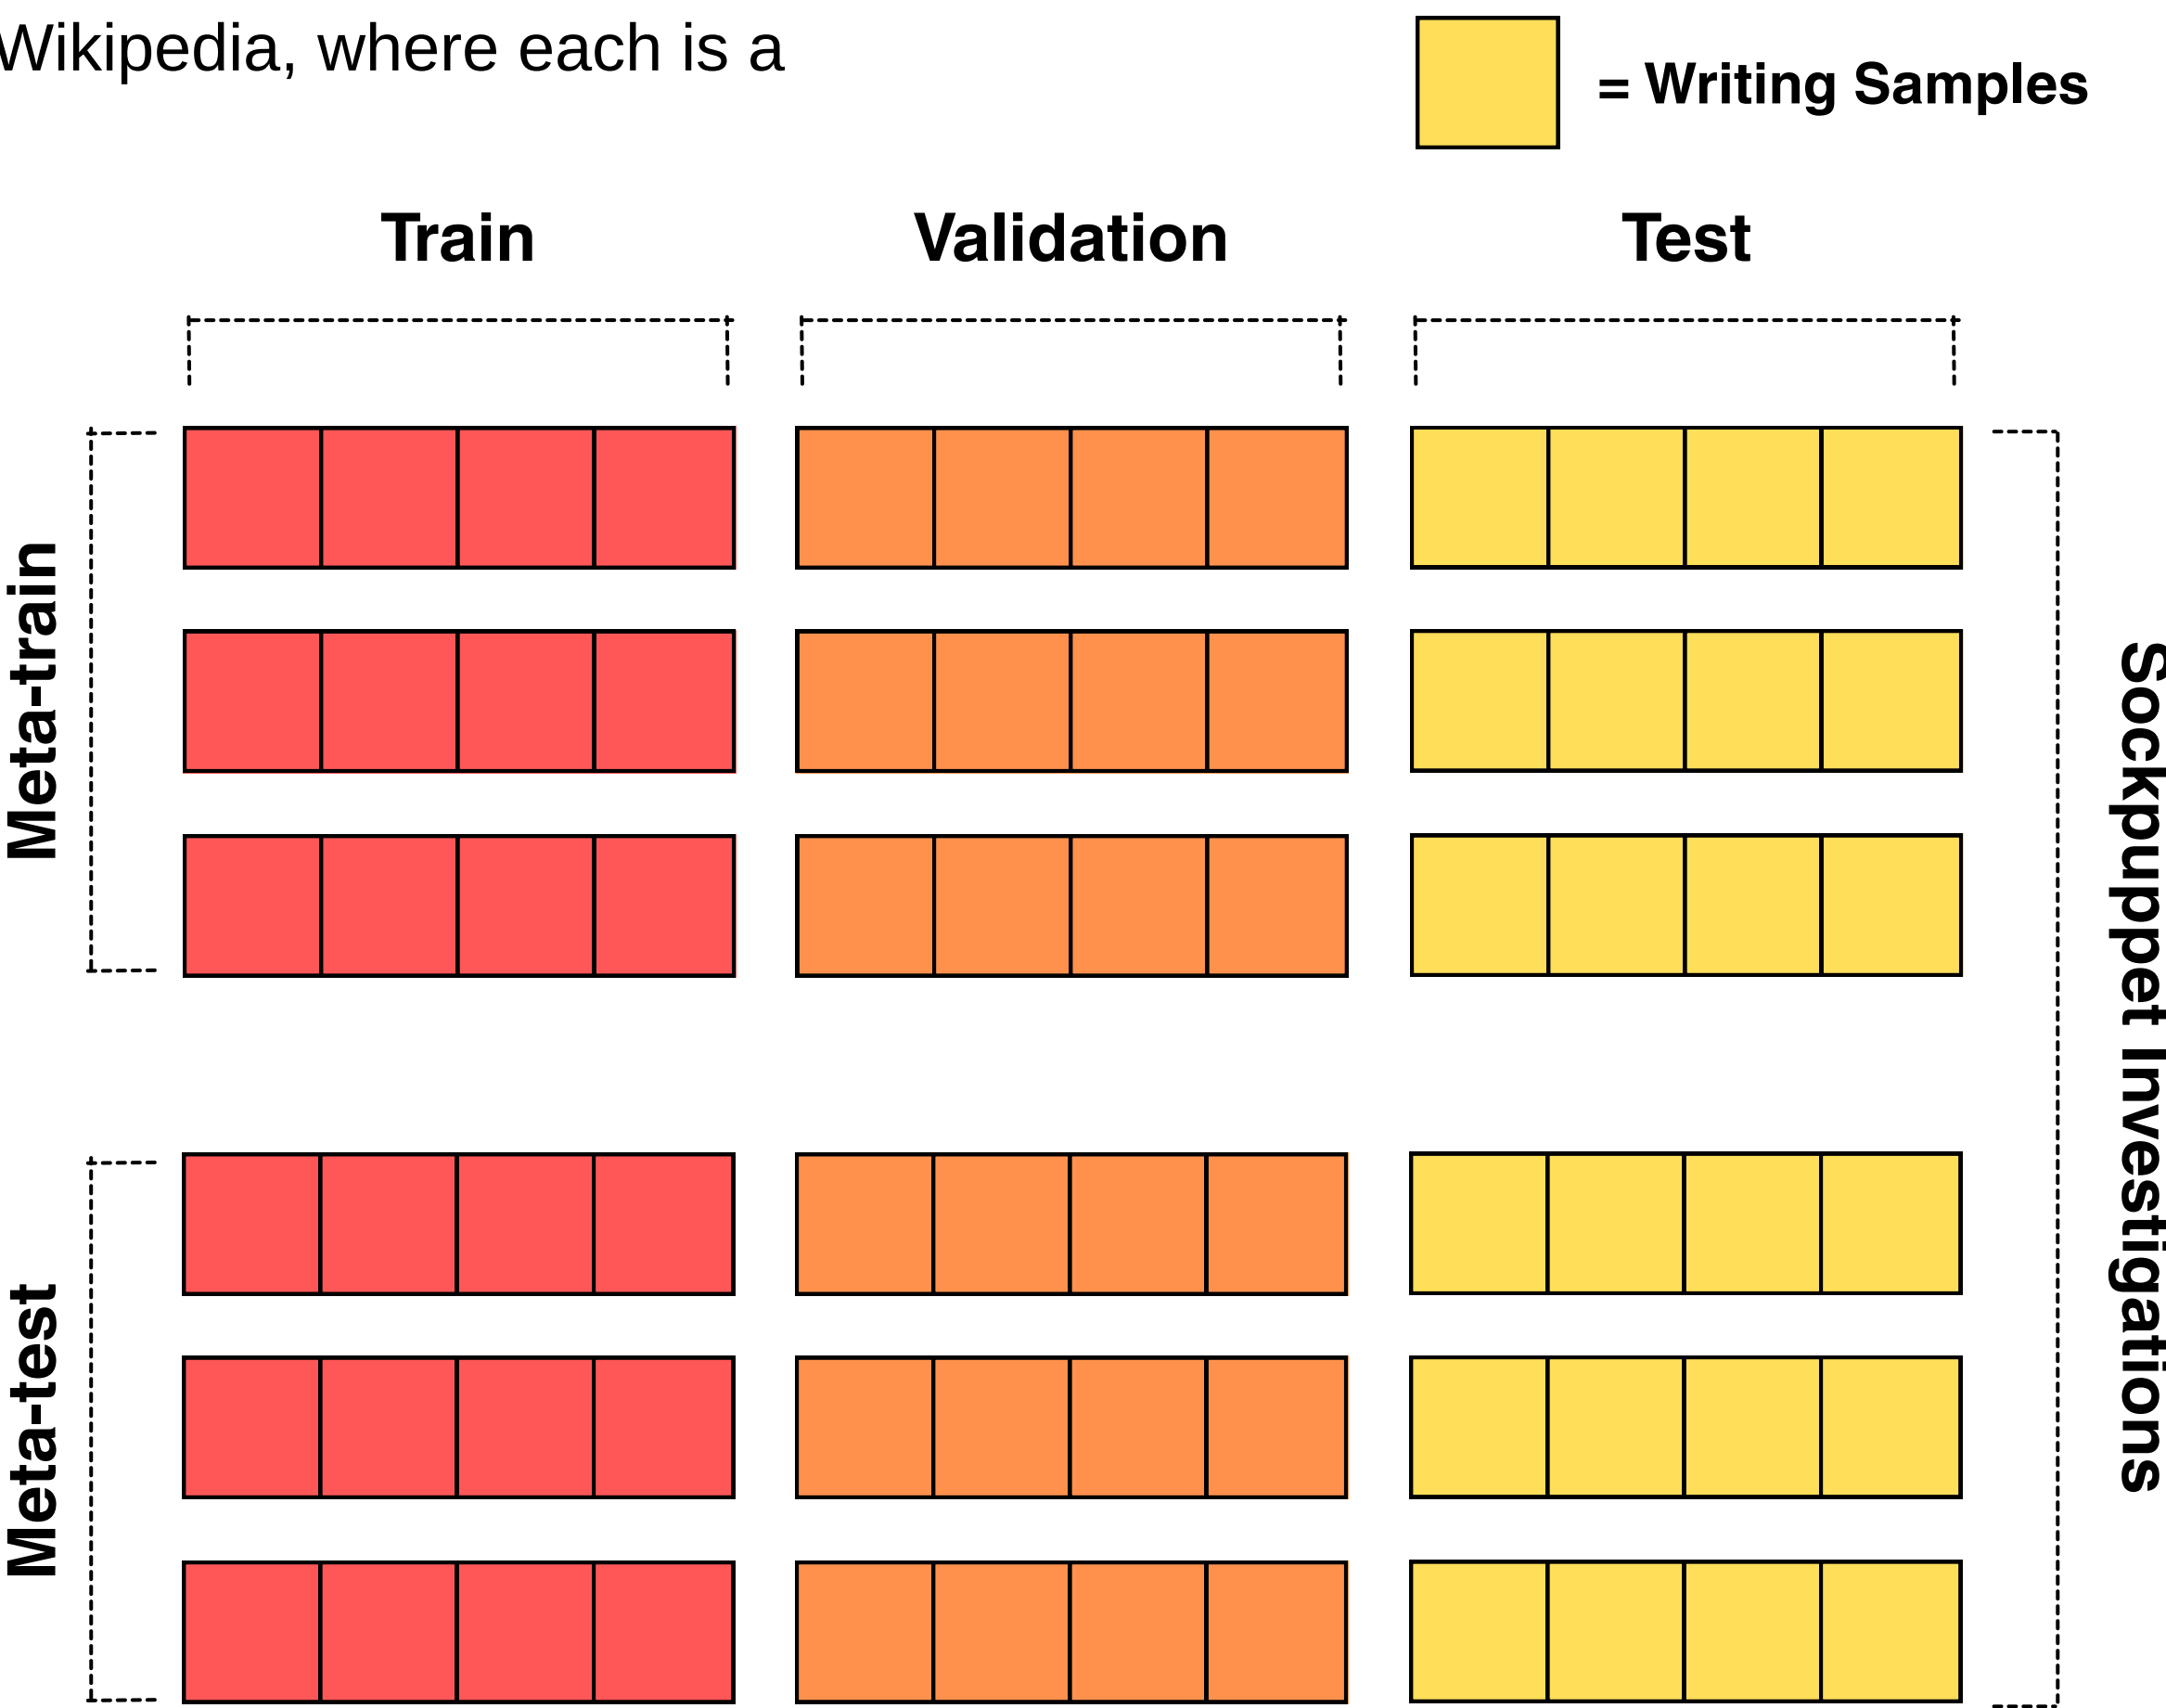 Wikipedia, where each is a
= Writing Samples
Train
Validation
Test
Meta-train
Meta-test
Sockpuppet Investigations